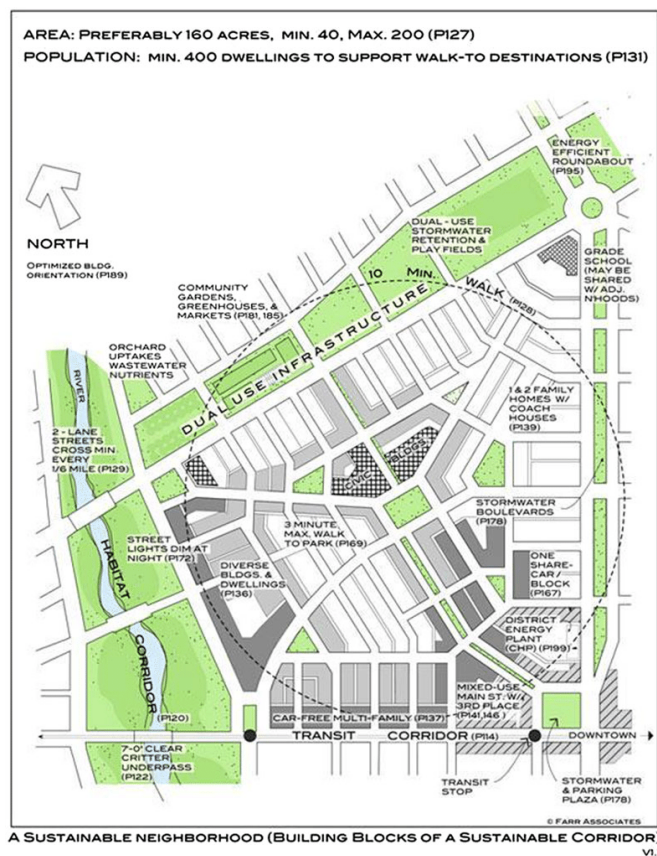 AREA: PREFERABLY 160 ACRES, MIN. 40, MAX. 200 (P127)
POPULATION: MIN. 400 DWELLINGS TO SUPPORT WALK-TO DESTINATIONS (P131)
ENERGY
EFFICIENT
ROUNDABOUT
(P195)
NORTH
OPTIMIZED BLDG.
ORIENTATION (P189)
DUAL - USE
STORMWATER
RETENTION &
PLAY FIELDS
GRADE
SCHOOL
(MAY BE
SHARED
W/ ADJ.
N'HOODS)
10 MIN. WALK (P128)
COMMUNITY
GARDENS,
GREENHOUSES, &
MARKETS (P181, 185)
DUAL USE INFRASTRUCTURE
ORCHARD
UPTAKES
WASTEWATER
NUTRIENTS
RIVER
1 & 2 FAMILY
HOMES W/
COACH
HOUSES
(P139)
2 - LANE
STREETS
CROSS MIN
EVERY
1/6 MILE (P129)
CIVIC BLDGS.
STORMWATER
BOULEVARDS
(P178)
HABITAT CORRIDOR
(P120)
STREET
LIGHTS DIM AT
NIGHT (P172)
3 MINUTE,
MAX. WALK
TO PARK (P169)
DIVERSE
BLDGS. &
DWELLINGS
(P136)
ONE
SHARE-
CAR /
BLOCK
(P167)
DISTRICT
ENERGY
PLANT
(CHP) (P199)
MIXED-USE
MAIN ST. W/
3RD PLACE
(P141,146)
CAR-FREE MULTI-FAMILY (P137)
TRANSIT CORRIDOR (P114)
DOWNTOWN
7'-0" CLEAR
CRITTER
UNDERPASS
(P122)
TRANSIT
STOP
STORMWATER
& PARKING
PLAZA (P178)
© FARR ASSOCIATES
A SUSTAINABLE NEIGHBORHOOD (BUILDING BLOCKS OF A SUSTAINABLE CORRIDOR)